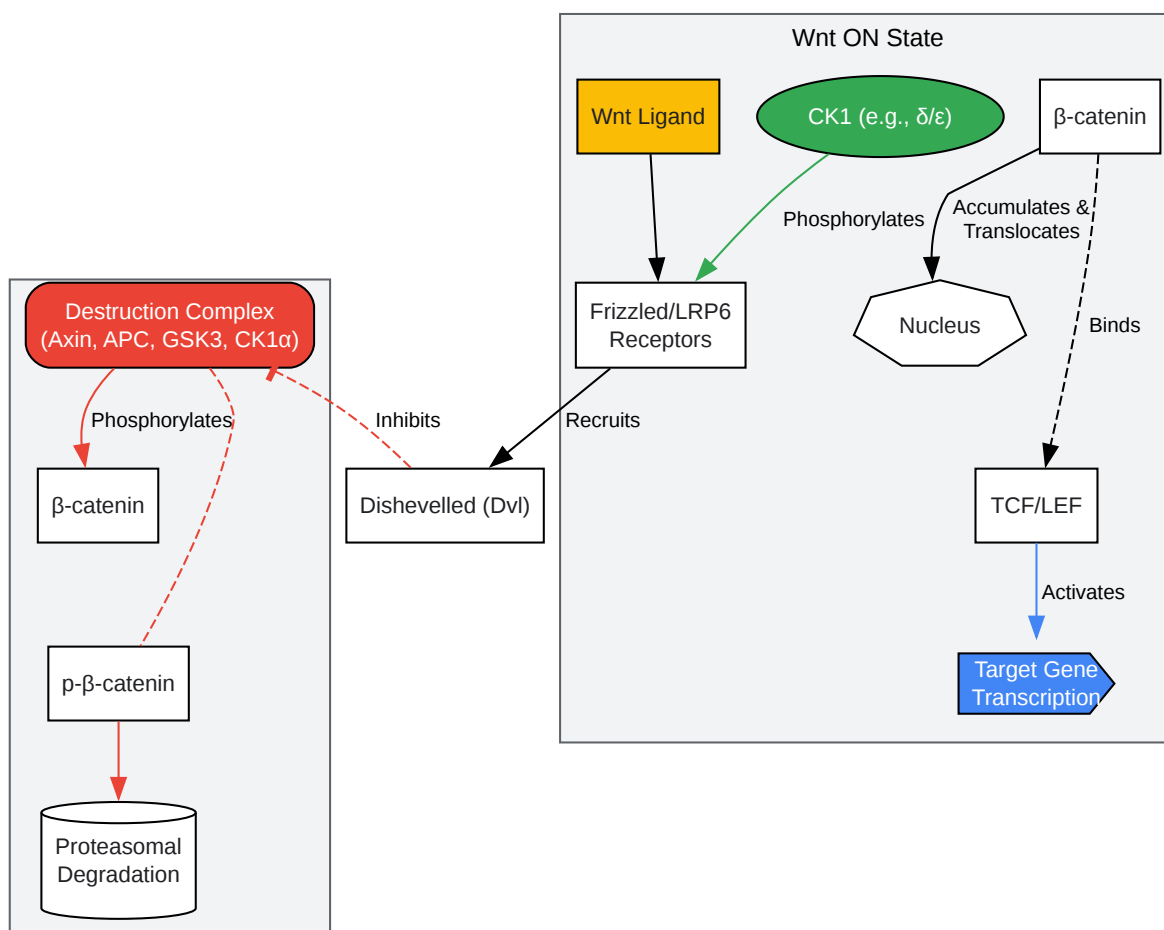 Wnt ON State
Wnt Ligand
CK1 (e.g., δ/ε)
β-catenin
Phosphorylates
Accumulates &
Translocates
Frizzled/LRP6
Receptors
Nucleus
Binds
Destruction Complex
(Axin, APC, GSK3, CK1α)
Phosphorylates
Inhibits
Recruits
β-catenin
Dishevelled (Dvl)
TCF/LEF
Activates
p-β-catenin
Target Gene
Transcription
Proteasomal
Degradation